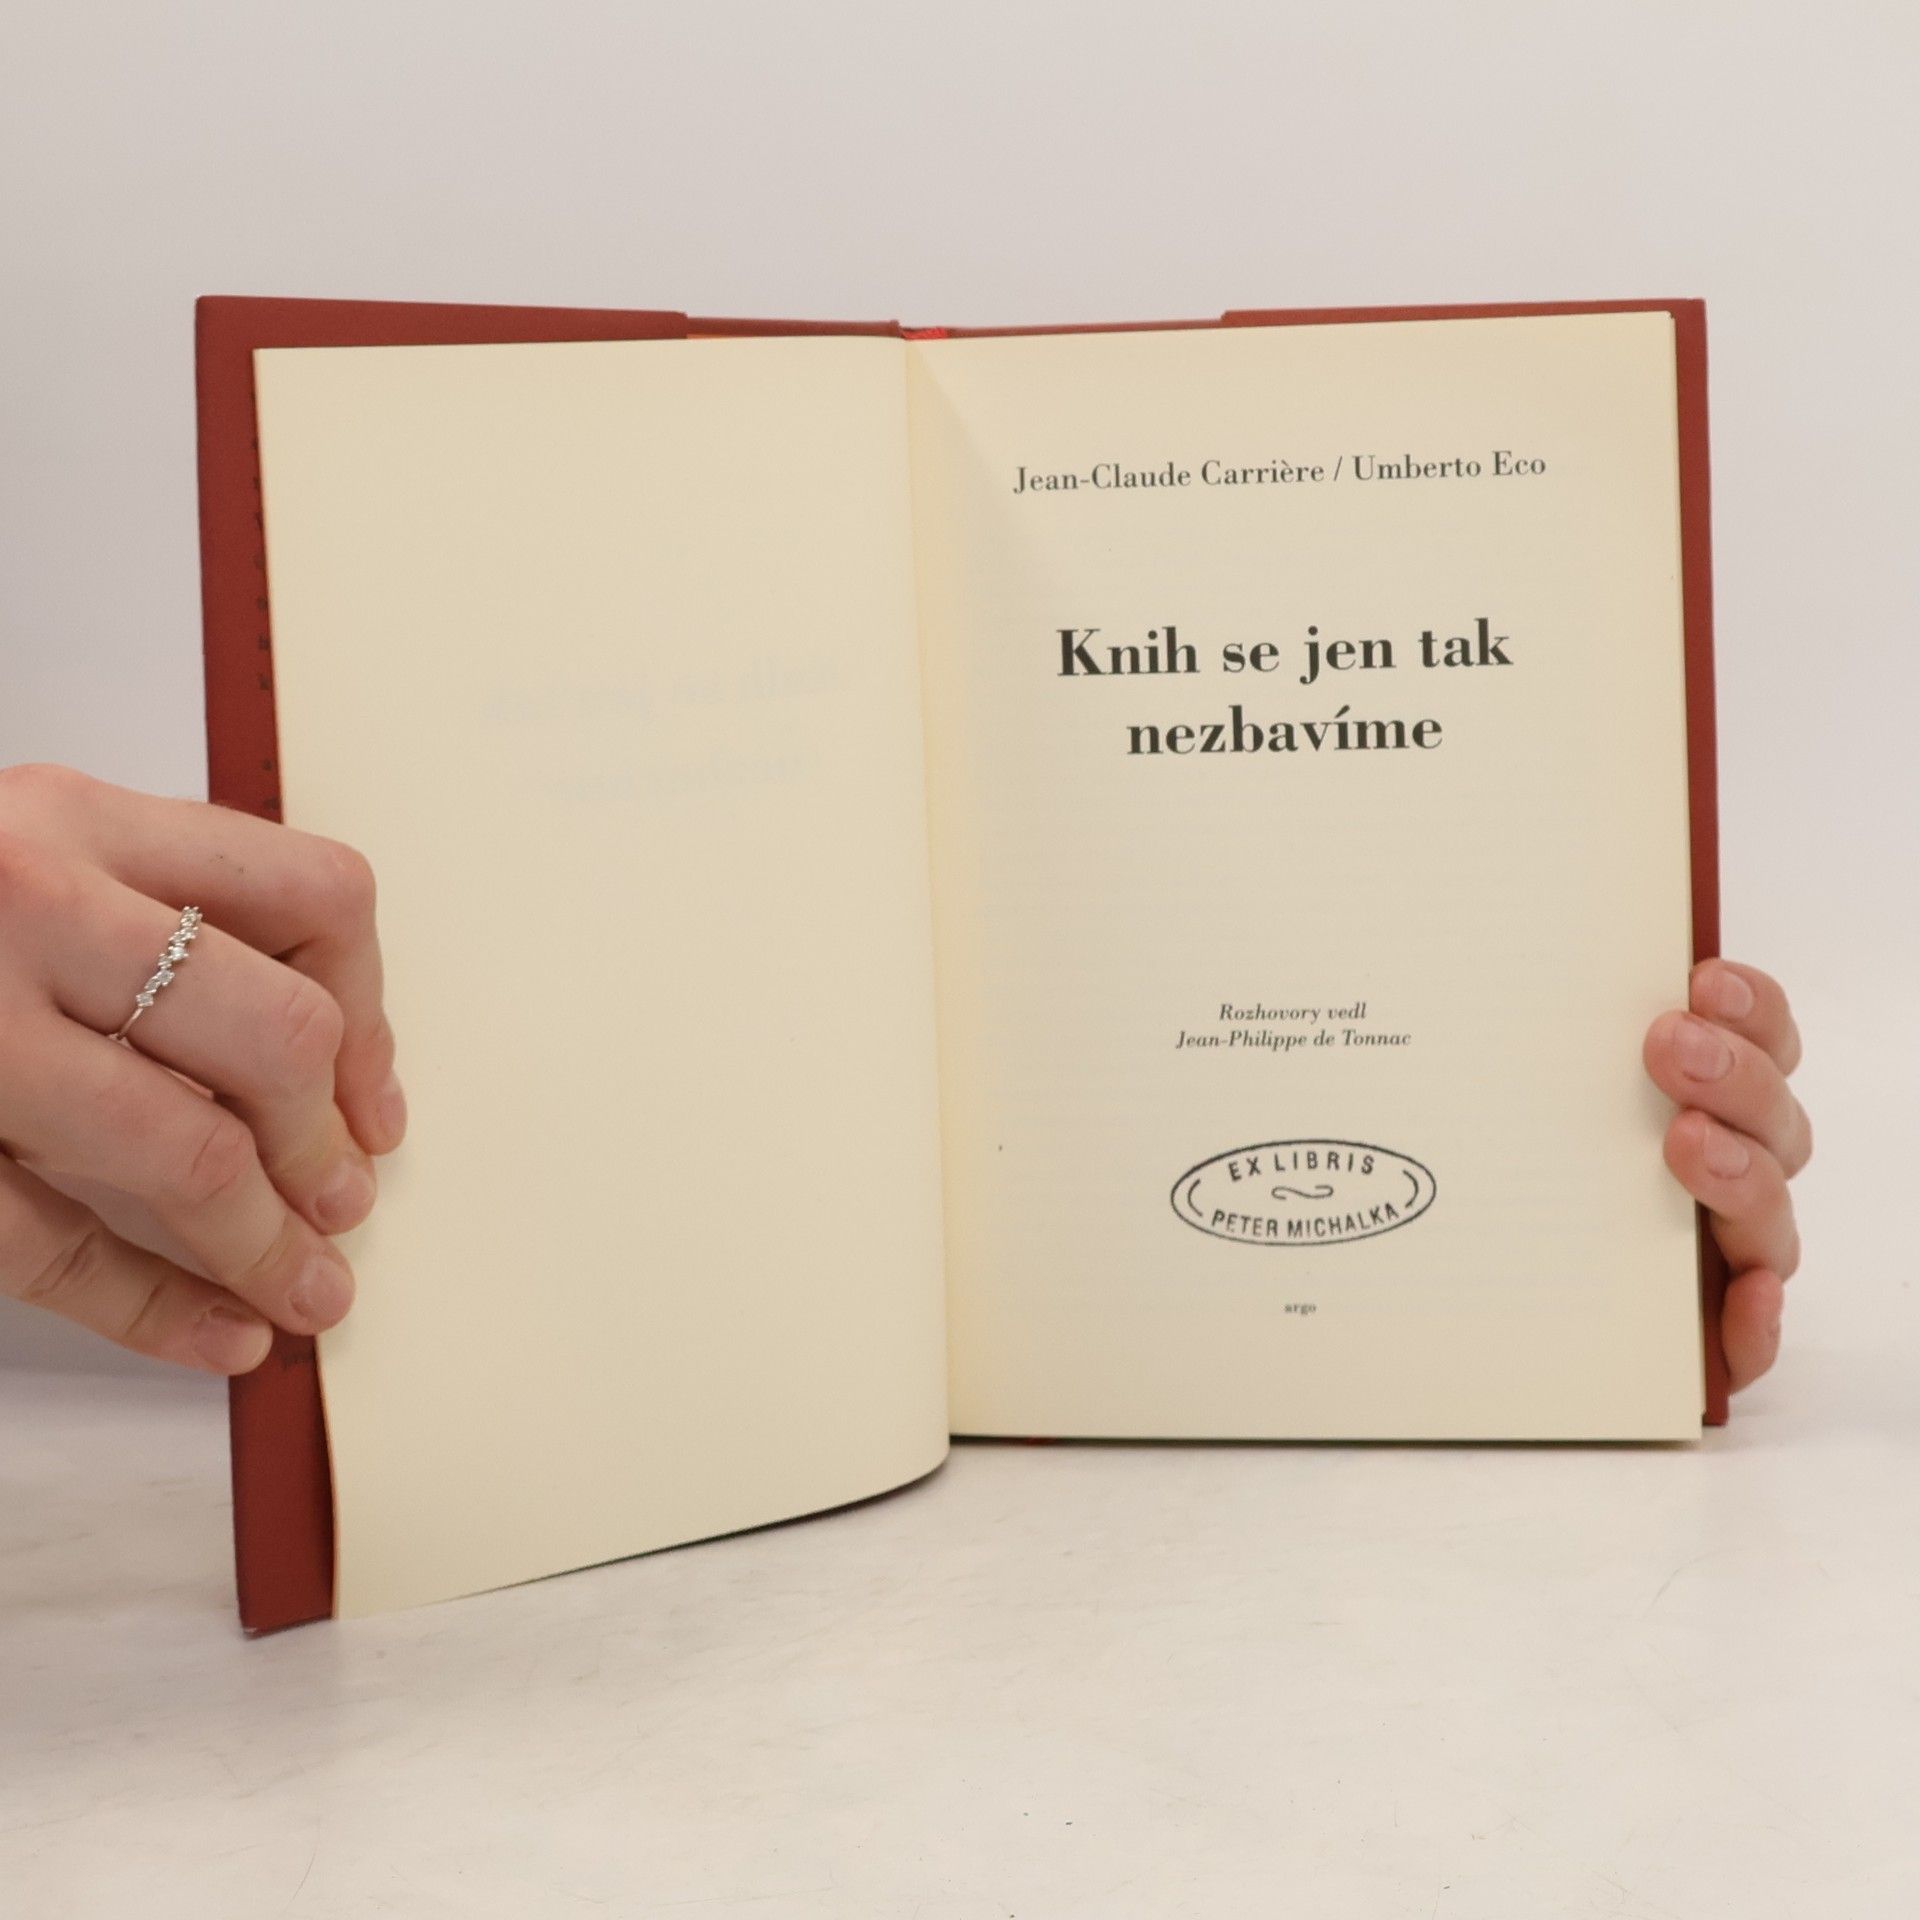 Jean-Claude Carrière / Umberto Eco
Knih se jen tak
nezbavíme
Rozhovory vedl
Jean-Philippe de Tonnac
EX LIBRIS
PETER MICHALKA
argo